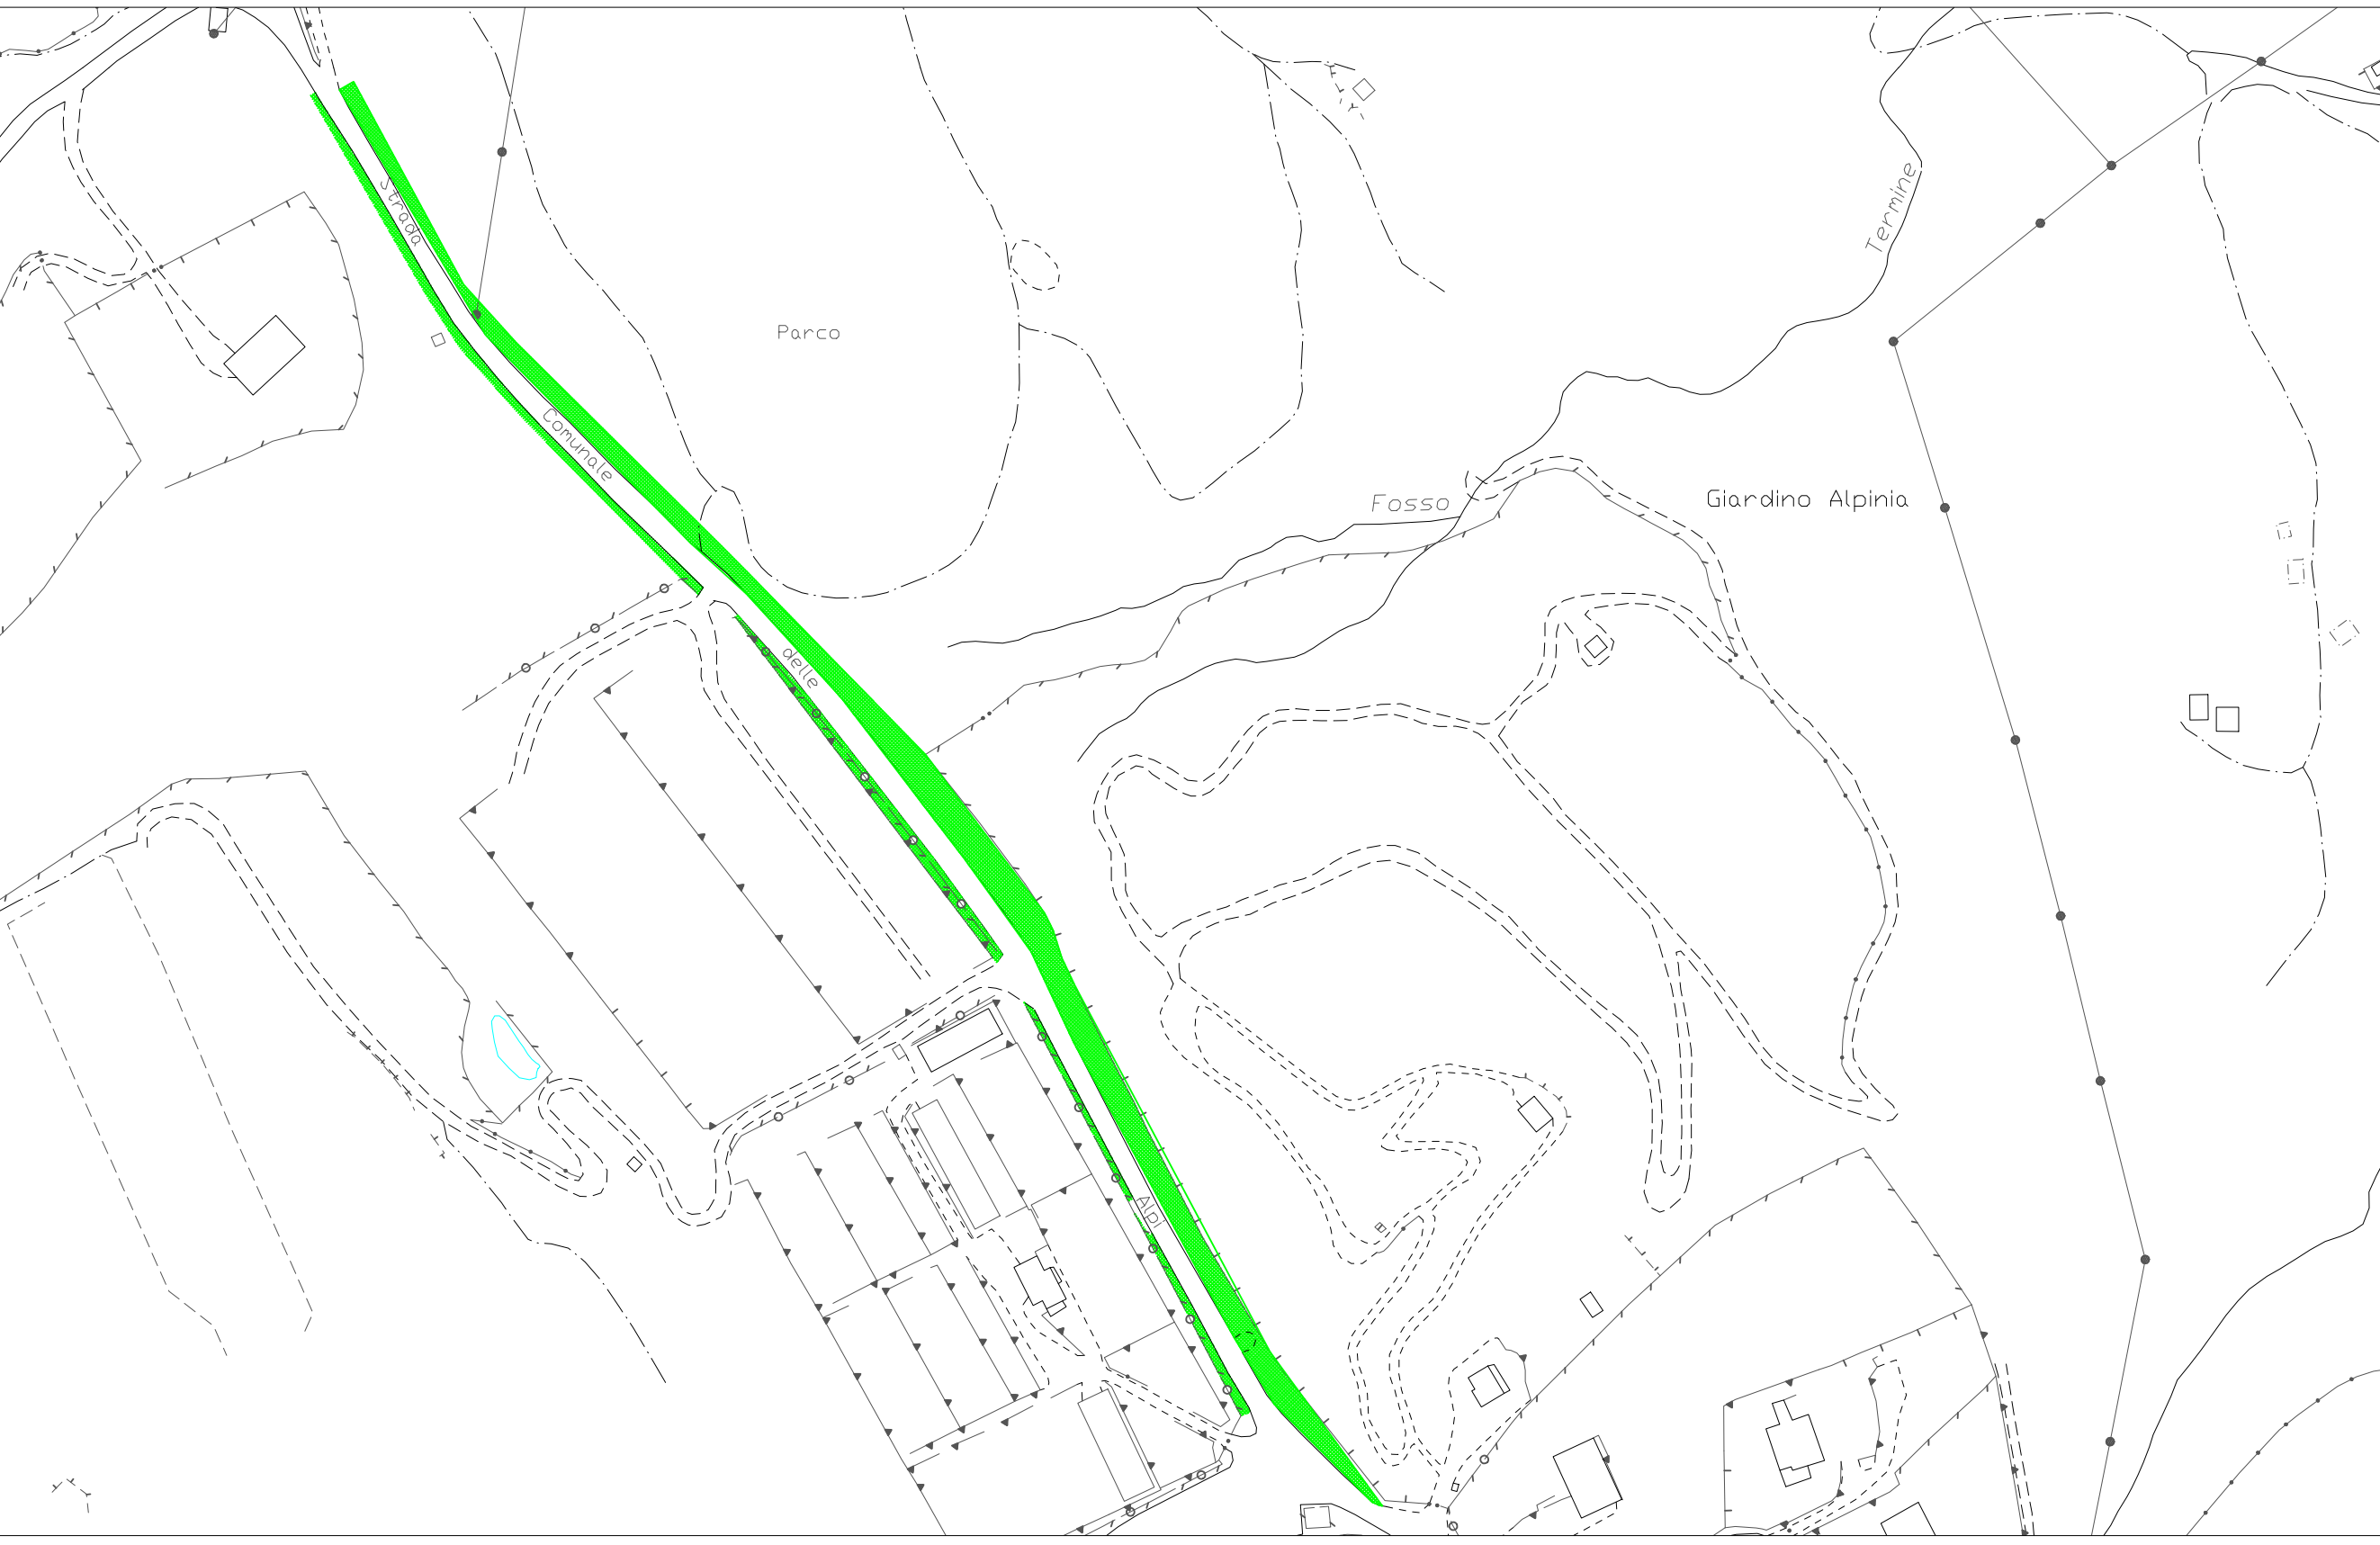 Strada
Comunale
delle
Alpi
Parco
Termine
Fosso
Giardino Alpinia